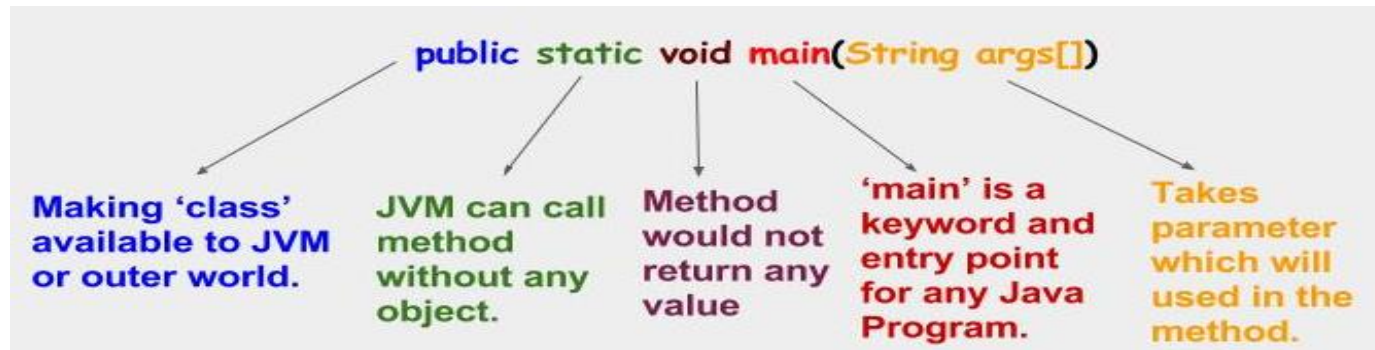 public static void main(String args[])
Making ‘class’
available to JVM
or outer world.
JVM can call
method
without any
object.
Method
would not
return any
value
‘main’ is a
keyword and
entry point
for any Java
Program.
Takes
parameter
which will
used in the
method.